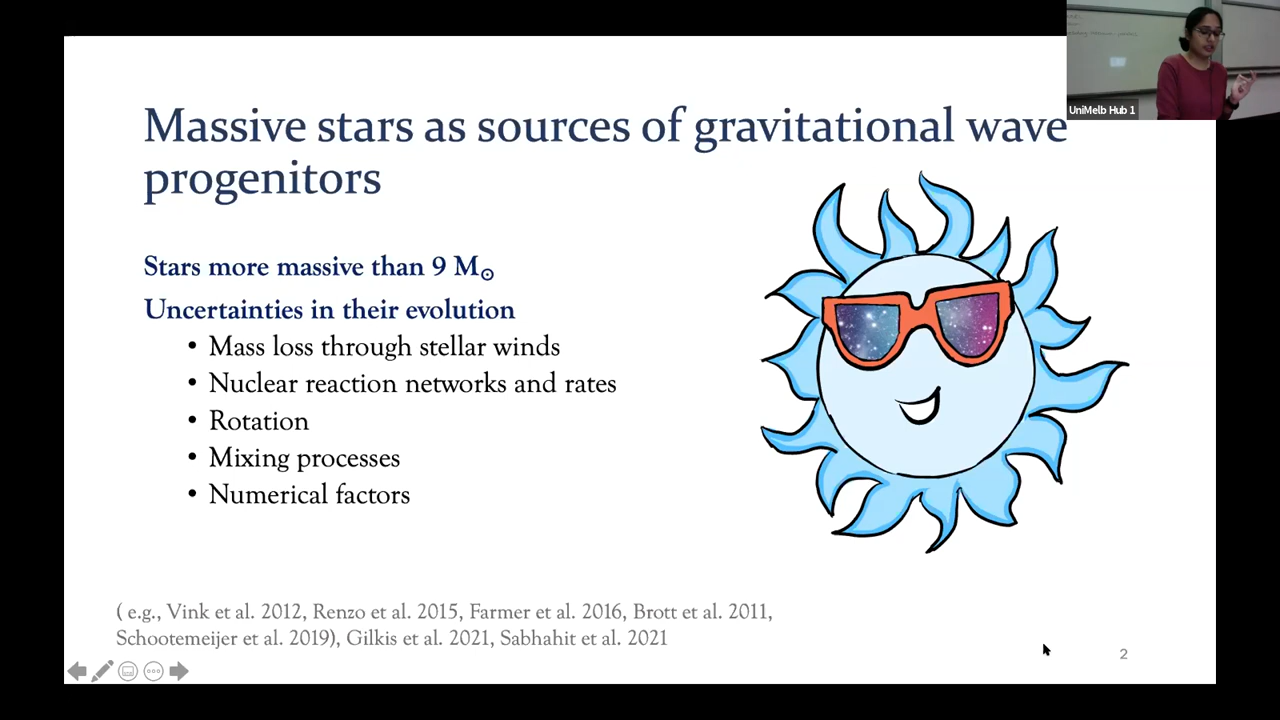 Massive stars as sources of gravitational wave
progenitors
UniMelb Hub 1
Stars more massive than 9 M☉
Uncertainties in their evolution
• Mass loss through stellar winds
• Nuclear reaction networks and rates
• Rotation
• Mixing processes
• Numerical factors
( e.g., Vink et al. 2012, Renzo et al. 2015, Farmer et al. 2016, Brott et al. 2011,
Schootemeijer et al. 2019), Gilkis et al. 2021, Sabhahit et al. 2021
2